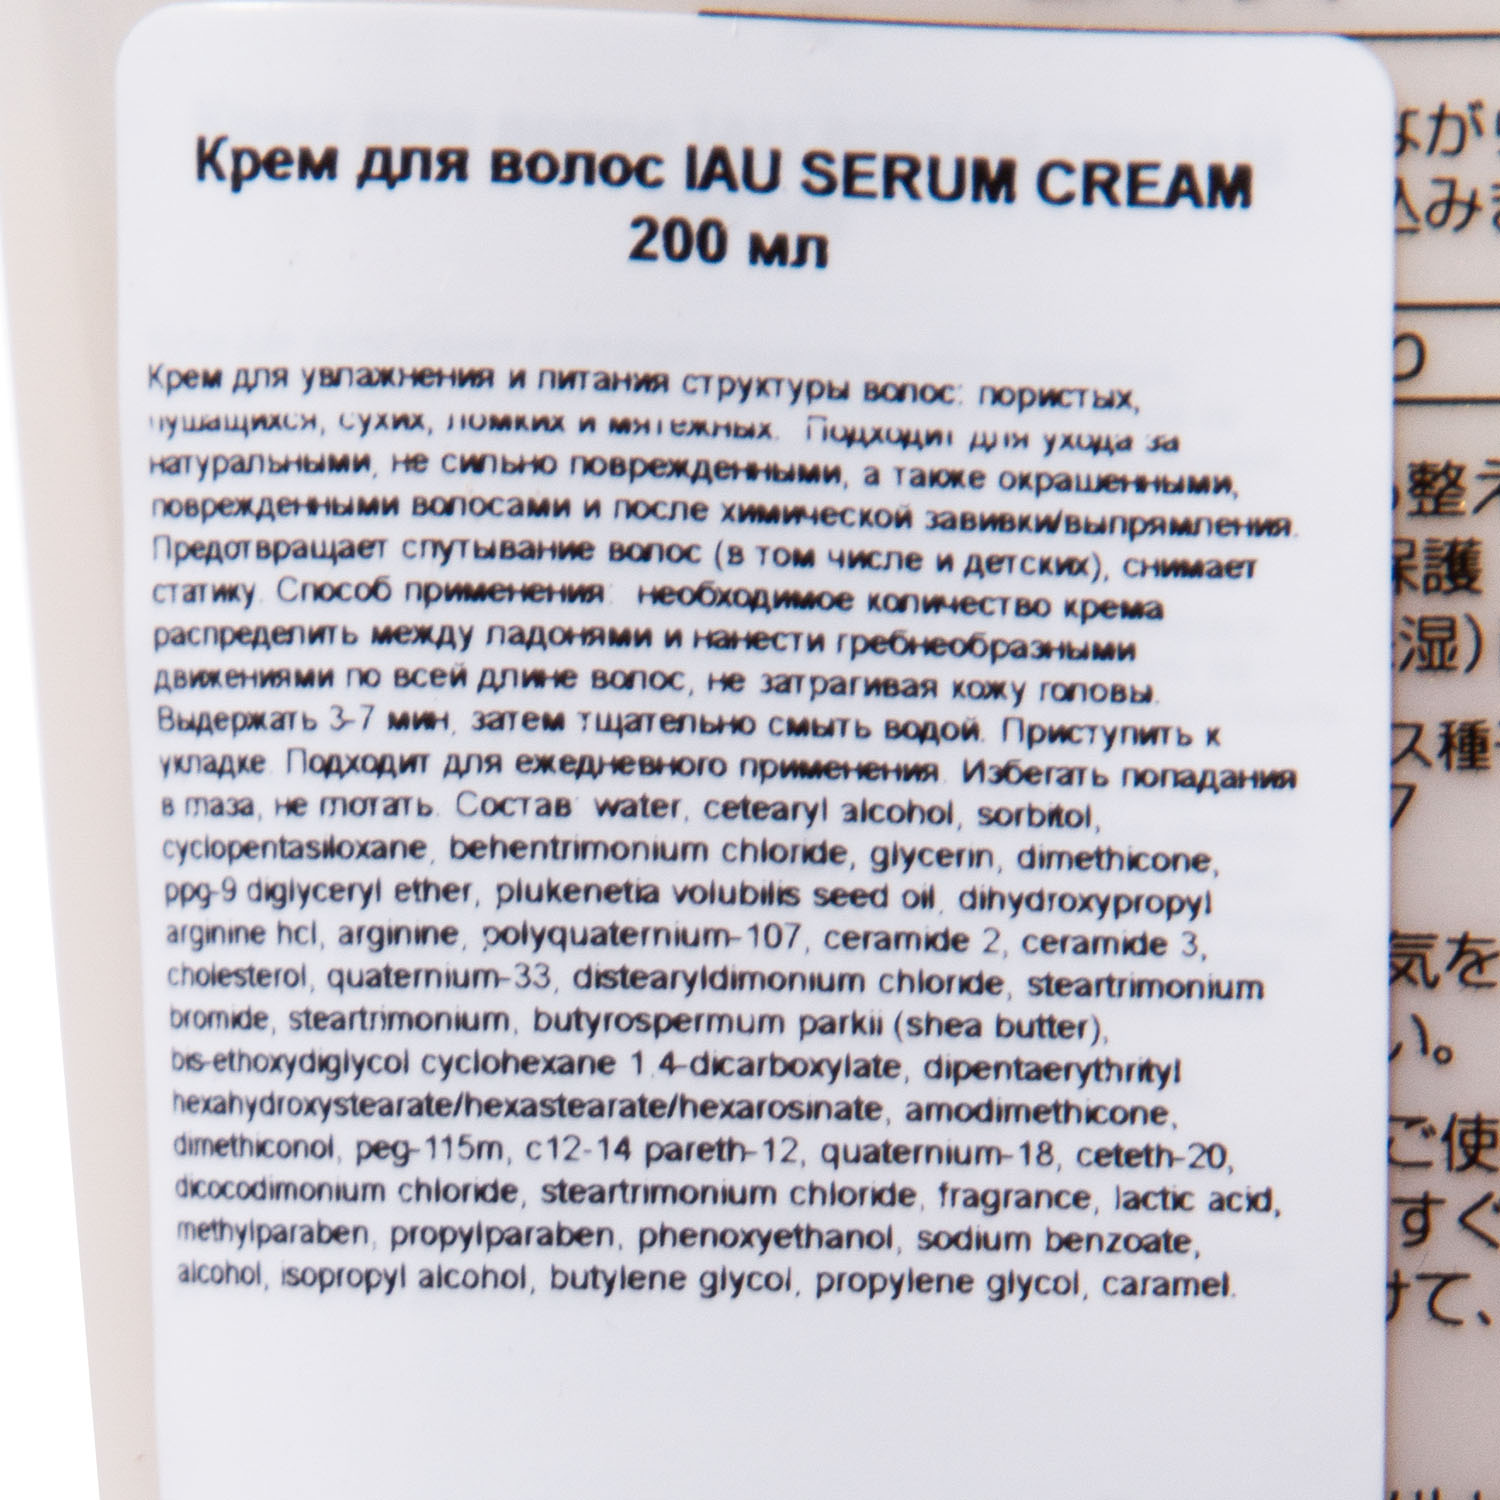 Крем для волос IAU SERUM CREAM
200 мл
Крем для увлажнения и питания структуры волос: пористых,
пушащихся, сухих, ломких и мятежных. Подходит для ухода за
натуральными, не сильно поврежденными, а также окрашенными,
поврежденными волосами и после химической завивки/выпрямления.
Предотвращает спутывание волос (в том числе и детских), снимает
статику. Способ применения: необходимое количество крема
распределить между ладонями и нанести гребнеобразными
движениями по всей длине волос, не затрагивая кожу головы.
Выдержать 3-7 мин, затем тщательно смыть водой. Приступить к
укладке. Подходит для ежедневного применения. Избегать попадания
в глаза, не глотать. Состав: water, cetearyl alcohol, sorbitol,
cyclopentasiloxane, behentrimonium chloride, glycerin, dimethicone,
ppg-9 diglyceryl ether, plukenetia volubilis seed oil, dihydroxypropyl
arginine hcl, arginine, polyquaternium-107, ceramide 2, ceramide 3,
cholesterol, quaternium-33, distearyldimonium chloride, steartrimonium
bromide, steartrimonium, butyrospermum parkii (shea butter),
bis-ethoxydiglycol cyclohexane 1,4-dicarboxylate, dipentaerythrityl
hexahydroxystearate/hexastearate/hexarosinate, amodimethicone,
dimethiconol, peg-115m, c12-14 pareth-12, quaternium-18, ceteth-20,
dicocodimonium chloride, steartrimonium chloride, fragrance, lactic acid,
methylparaben, propylparaben, phenoxyethanol, sodium benzoate,
alcohol, isopropyl alcohol, butylene glycol, propylene glycol, caramel.
込み
整え
保護
湿)
ス種
気を
い。
ご使
すぐ
けて、